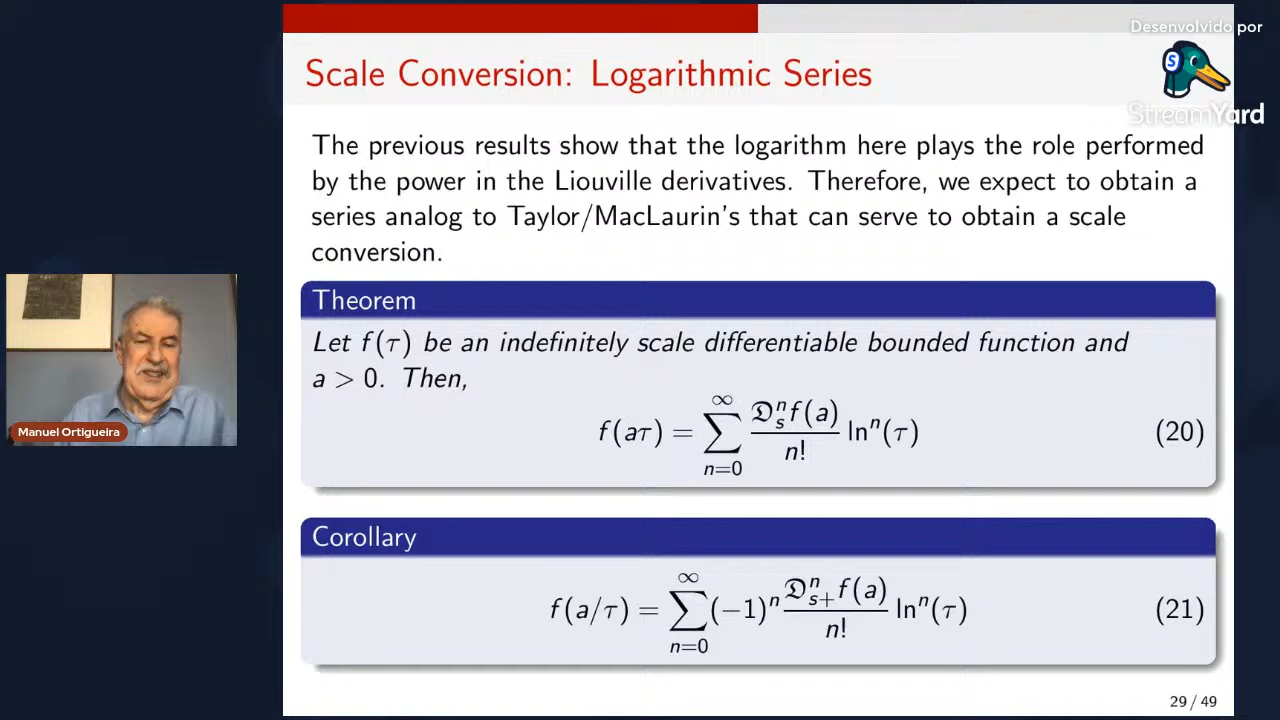 Desenvolvido por
StreamYard
Scale Conversion: Logarithmic Series
The previous results show that the logarithm here plays the role performed
by the power in the Liouville derivatives. Therefore, we expect to obtain a
series analog to Taylor/MacLaurin's that can serve to obtain a scale
conversion.
Theorem
Let f(τ) be an indefinitely scale differentiable bounded function and
a > 0. Then,
f(aτ) = ∑_{n=0}^{∞} \frac{𝔇_s^n f(a)}{n!} ln^n(τ) (20)
Corollary
f(a/τ) = ∑_{n=0}^{∞} (−1)^n \frac{𝔇_{s+}^n f(a)}{n!} ln^n(τ) (21)
Manuel Ortigueira
29 / 49